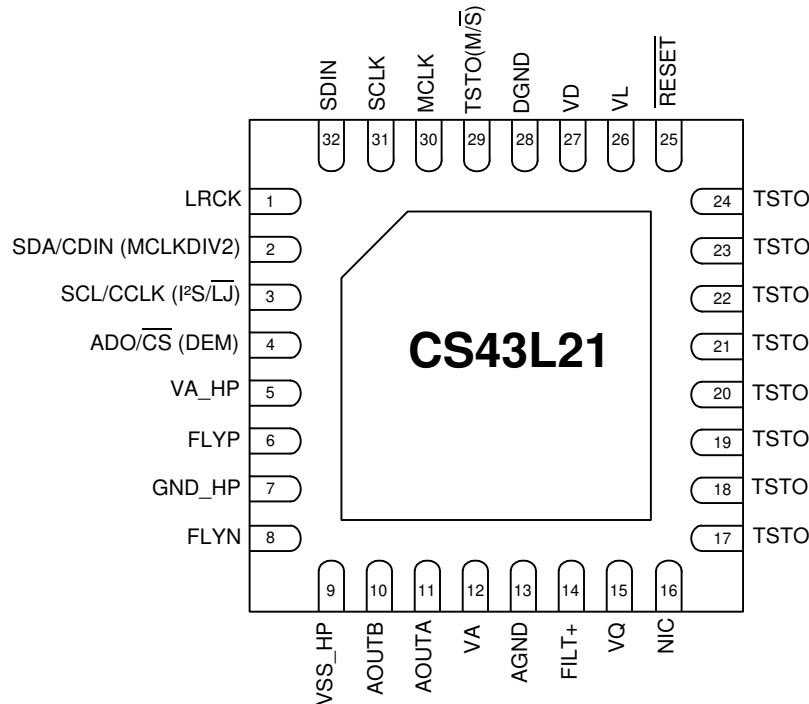 SDIN
SCLK
MCLK
TSTO(M/S̅)
DGND
VD
VL
R̅E̅S̅E̅T̅
32
31
30
29
28
27
26
25
LRCK 1
SDA/CDIN (MCLKDIV2) 2
SCL/CCLK (I²S/L̅J̅) 3
ADO/C̅S̅ (DEM) 4
VA_HP 5
FLYP 6
GND_HP 7
FLYN 8
CS43L21
24 TSTO
23 TSTO
22 TSTO
21 TSTO
20 TSTO
19 TSTO
18 TSTO
17 TSTO
9
10
11
12
13
14
15
16
VSS_HP
AOUTB
AOUTA
VA
AGND
FILT+
VQ
NIC